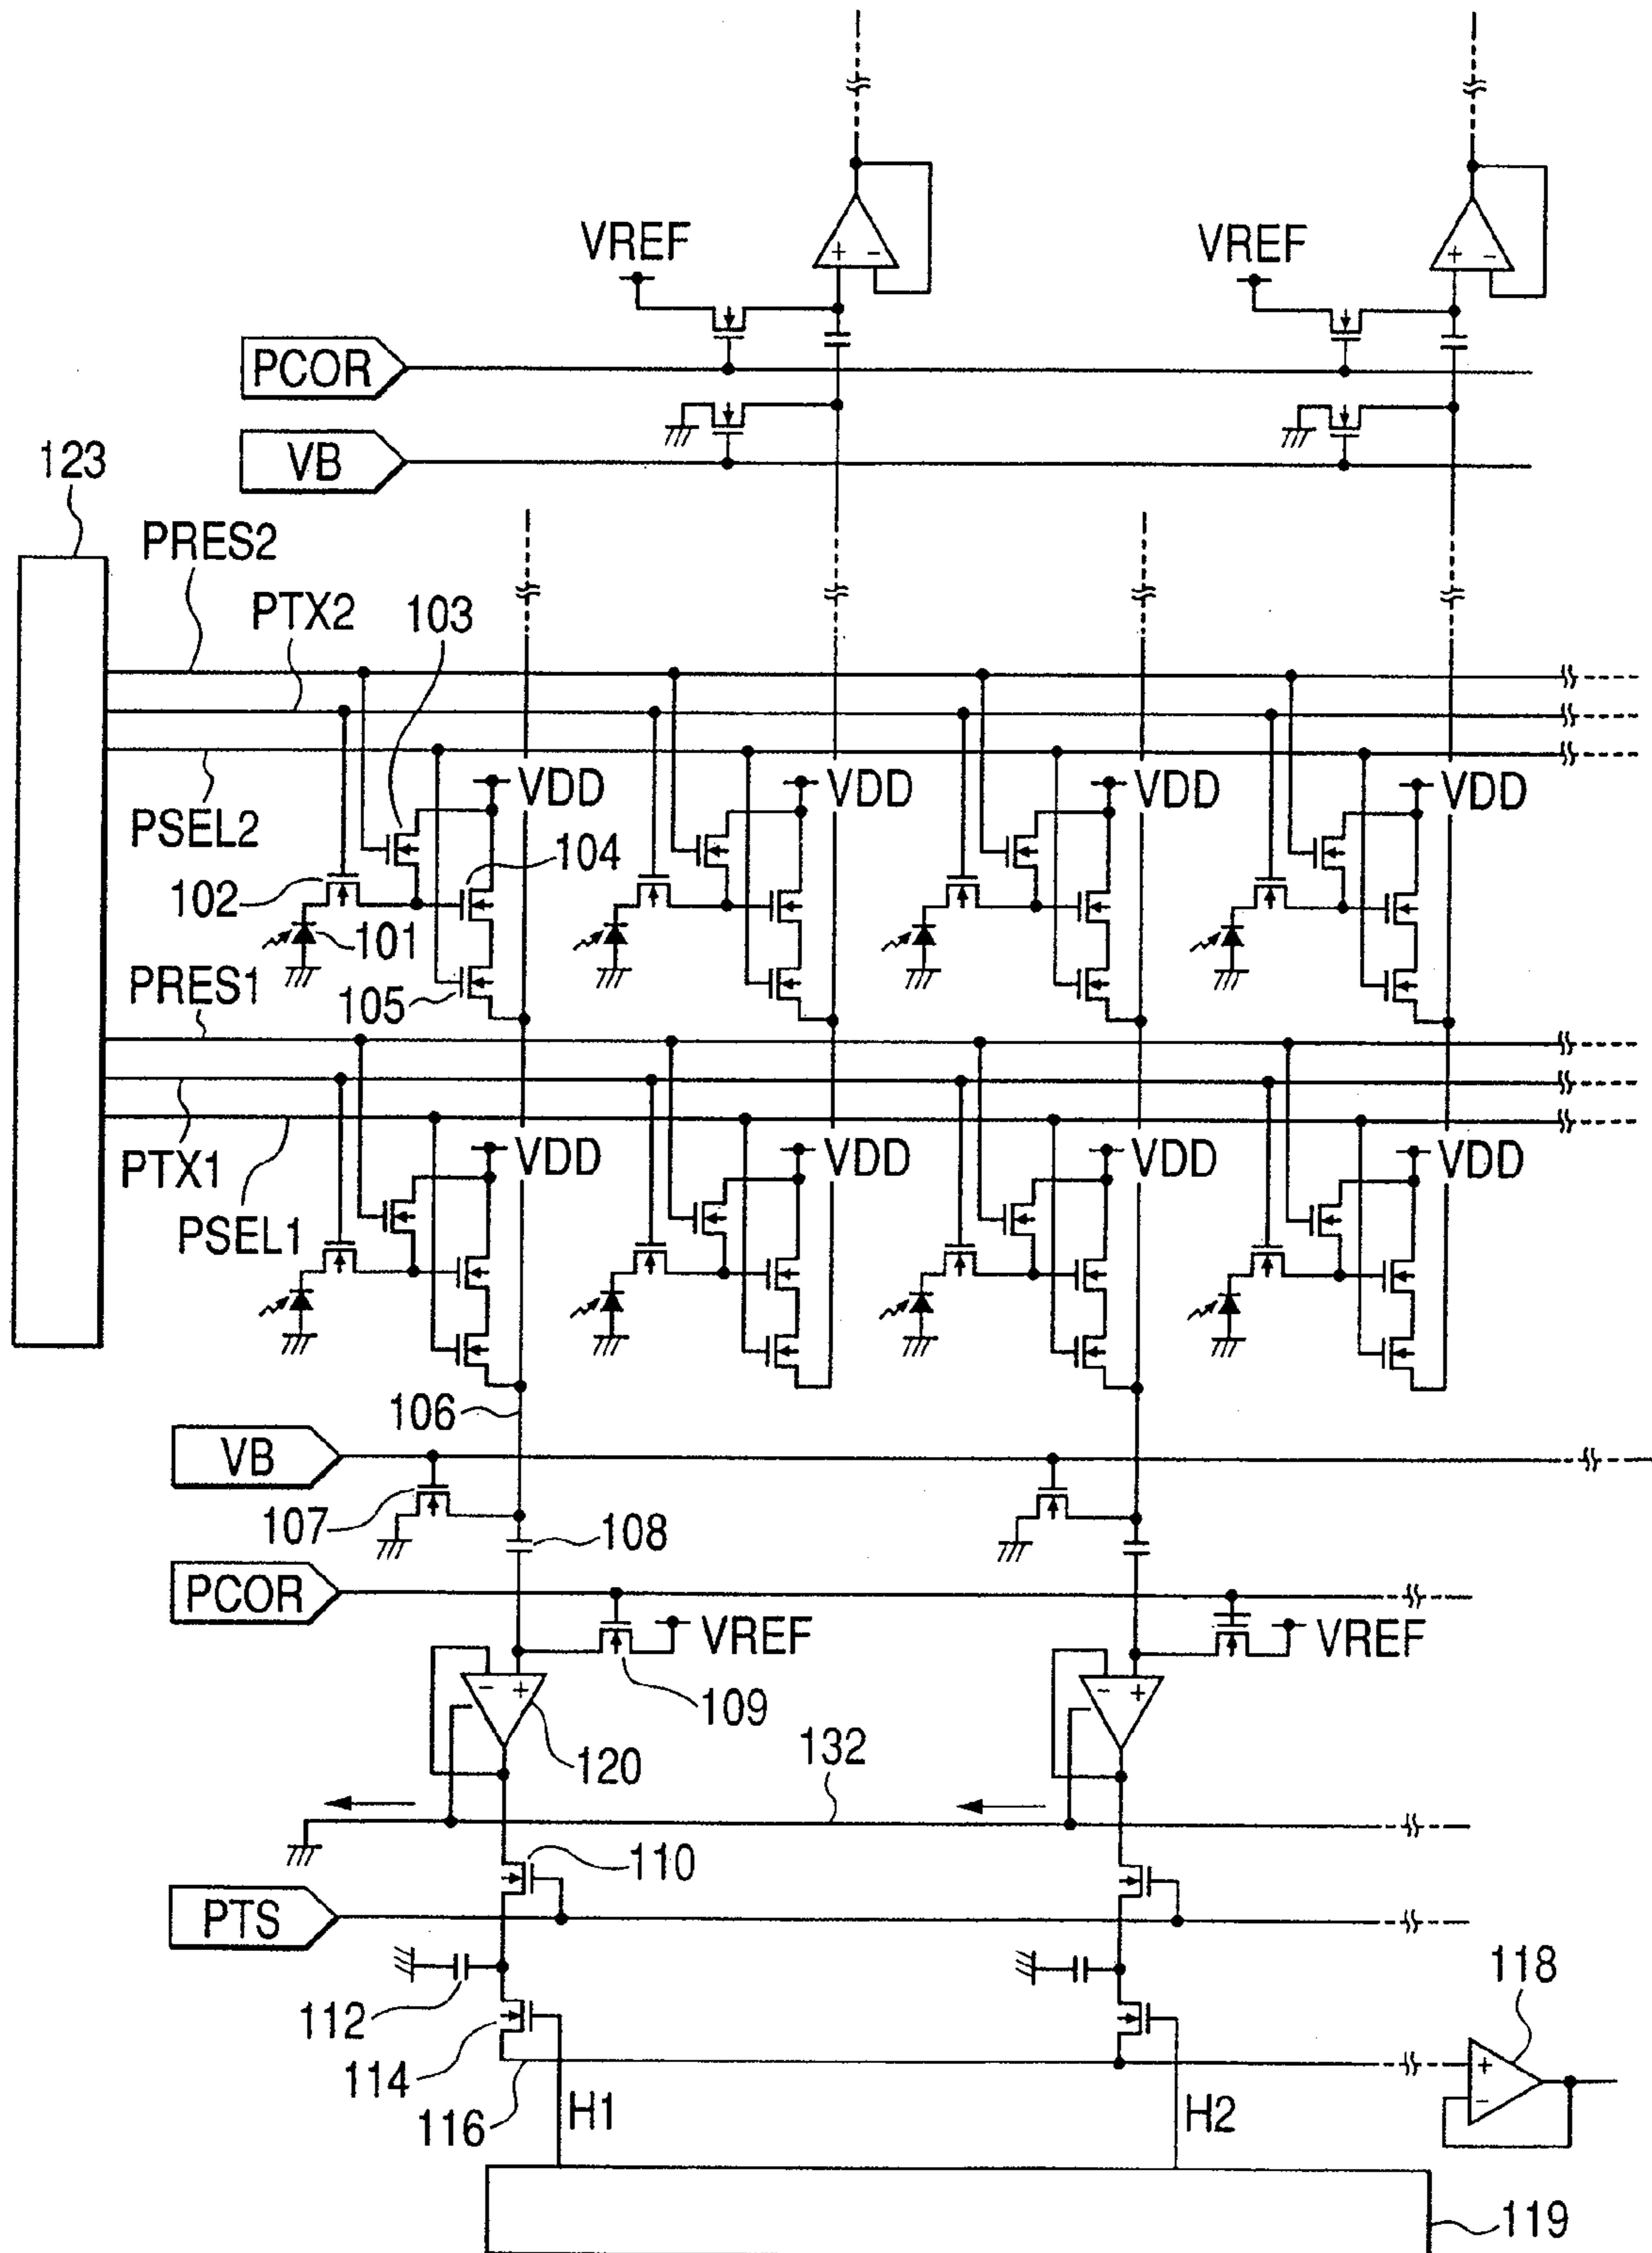 VREF VREF
+ - + -
PCOR
VB
123
PRES2
PTX2
103
PSEL2
VDD VDD VDD VDD
104
102
101
PRES1
105
PTX1
VDD VDD VDD VDD
PSEL1
106
VB
107
108
PCOR
VREF VREF
- + - +
109
120
132
110
PTS
118
112
114
+
-
116
H1
H2
119